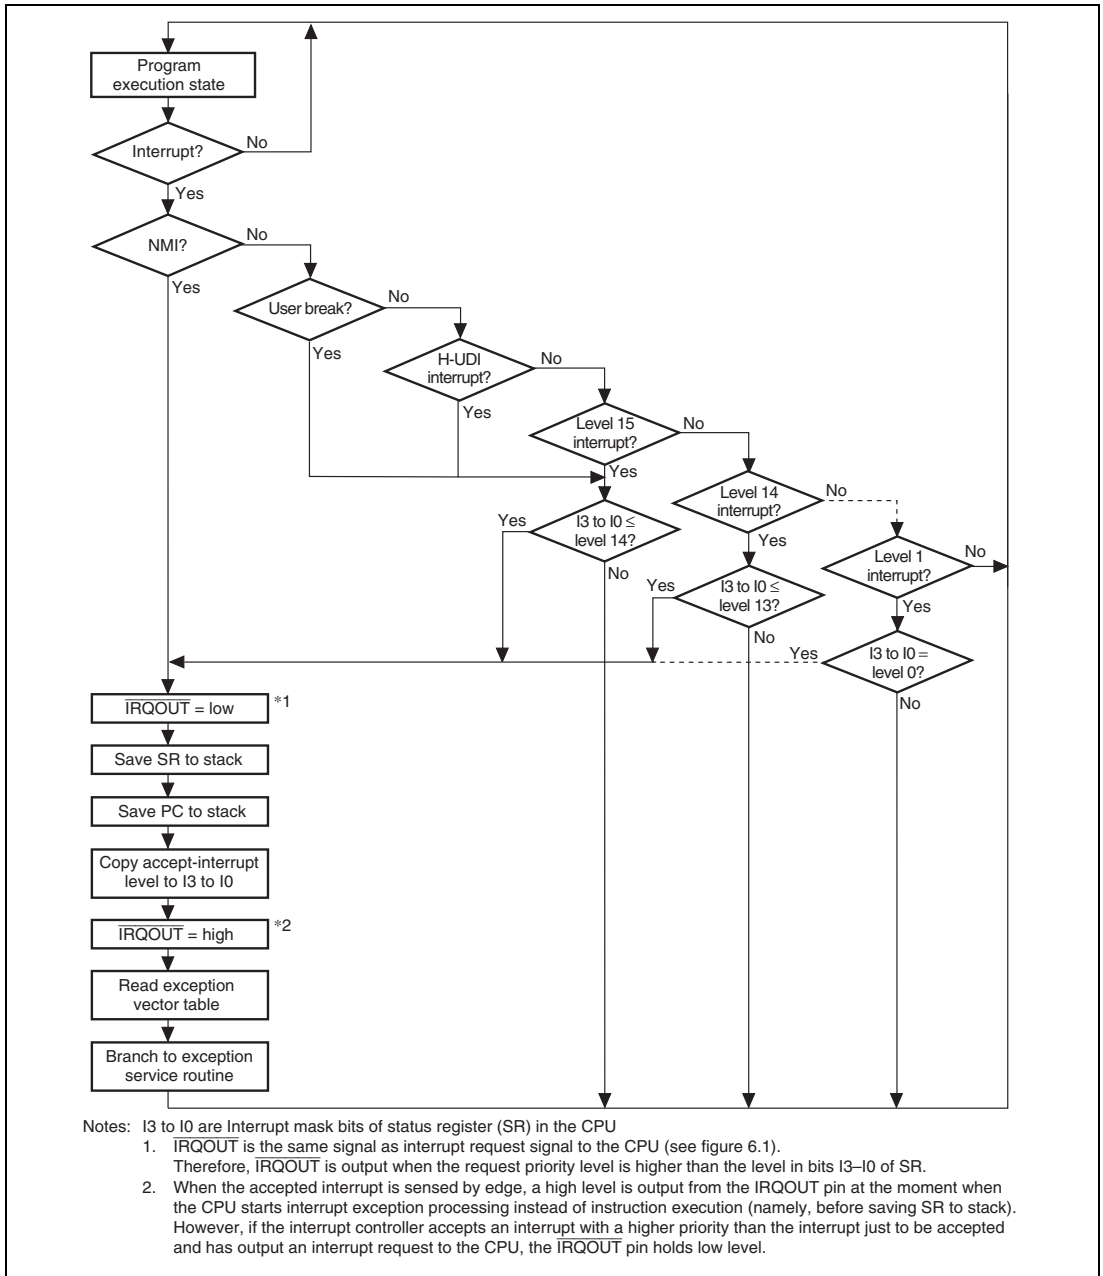 Program
execution state
Interrupt?
No
Yes
NMI?
No
Yes
User break?
No
Yes
H-UDI
interrupt?
No
Yes
Level 15
interrupt?
No
Yes
Level 14
interrupt?
No
Yes
I3 to I0 ≤
level 14?
Yes
No
Level 1
interrupt?
No
Yes
I3 to I0 ≤
level 13?
Yes
No
I3 to I0 =
level 0?
Yes
No
IRQOUT = low *1
Save SR to stack
Save PC to stack
Copy accept-interrupt
level to I3 to I0
IRQOUT = high *2
Read exception
vector table
Branch to exception
service routine
Notes: I3 to I0 are Interrupt mask bits of status register (SR) in the CPU
1. IRQOUT is the same signal as interrupt request signal to the CPU (see figure 6.1).
Therefore, IRQOUT is output when the request priority level is higher than the level in bits I3–I0 of SR.
2. When the accepted interrupt is sensed by edge, a high level is output from the IRQOUT pin at the moment when
the CPU starts interrupt exception processing instead of instruction execution (namely, before saving SR to stack).
However, if the interrupt controller accepts an interrupt with a higher priority than the interrupt just to be accepted
and has output an interrupt request to the CPU, the IRQOUT pin holds low level.